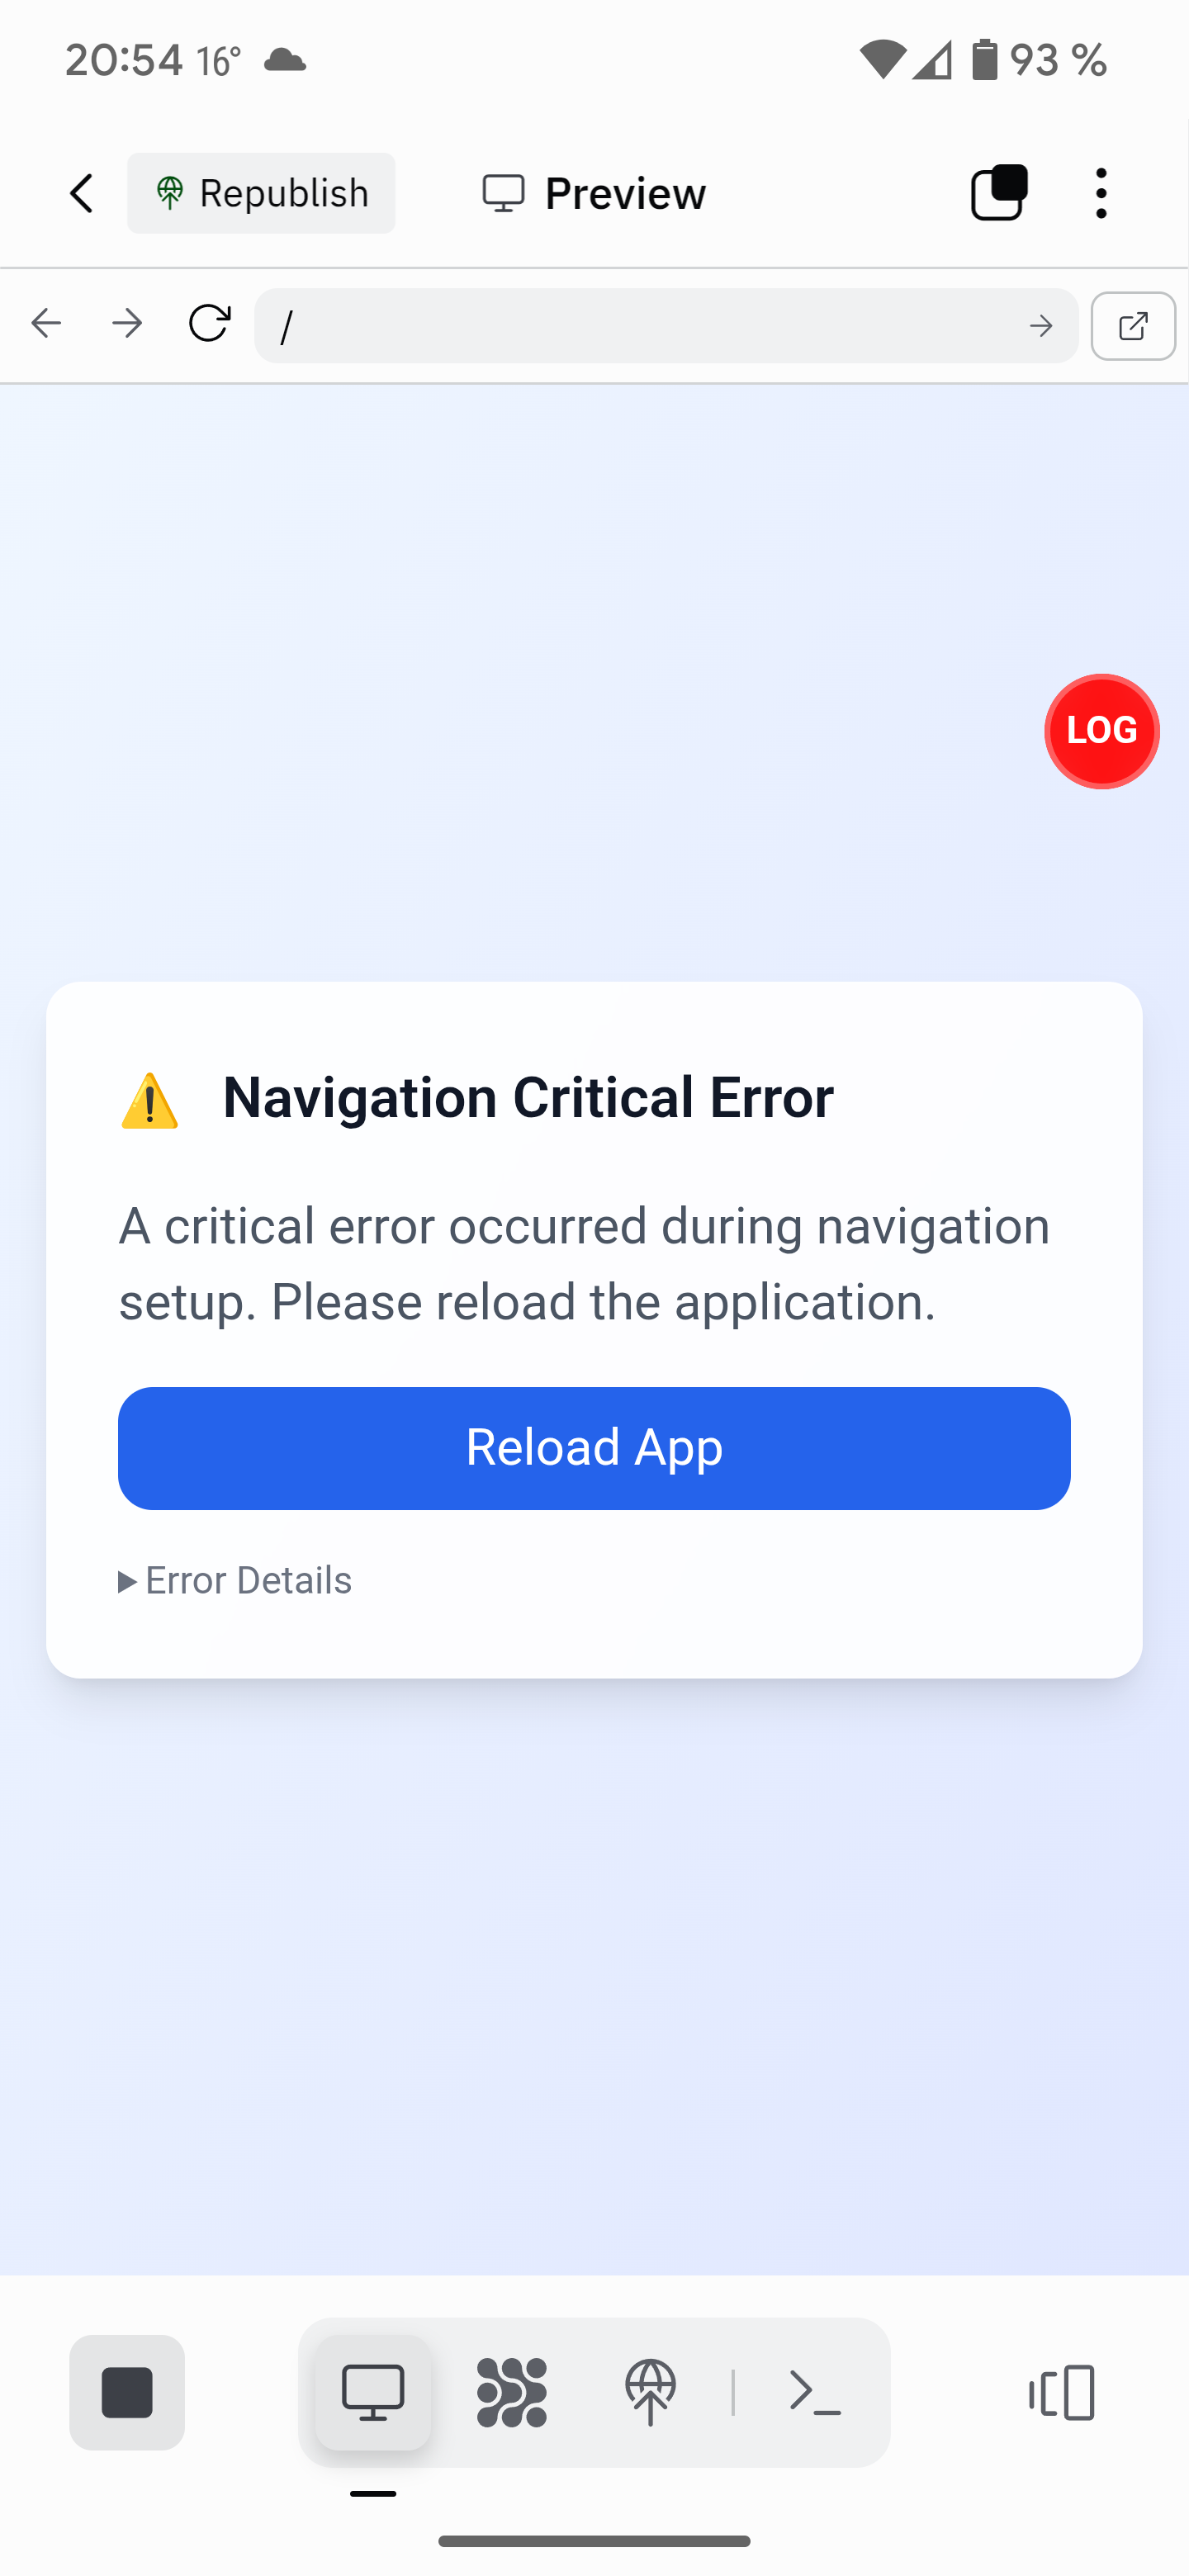 20:54 16° 93 %
Republish Preview
/
LOG
Navigation Critical Error
A critical error occurred during navigation
setup. Please reload the application.
Reload App
Error Details